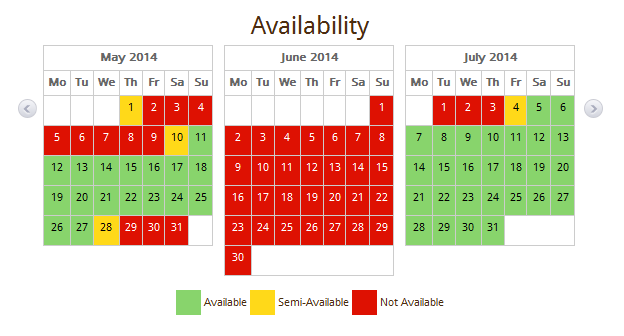 Availability
May 2014
Mo Tu We Th Fr Sa Su
1 2 3 4
5 6 7 8 9 10 11
12 13 14 15 16 17 18
19 20 21 22 23 24 25
26 27 28 29 30 31
June 2014
Mo Tu We Th Fr Sa Su
1
2 3 4 5 6 7 8
9 10 11 12 13 14 15
16 17 18 19 20 21 22
23 24 25 26 27 28 29
30
July 2014
Mo Tu We Th Fr Sa Su
1 2 3 4 5 6
7 8 9 10 11 12 13
14 15 16 17 18 19 20
21 22 23 24 25 26 27
28 29 30 31
Available Semi-Available Not Available